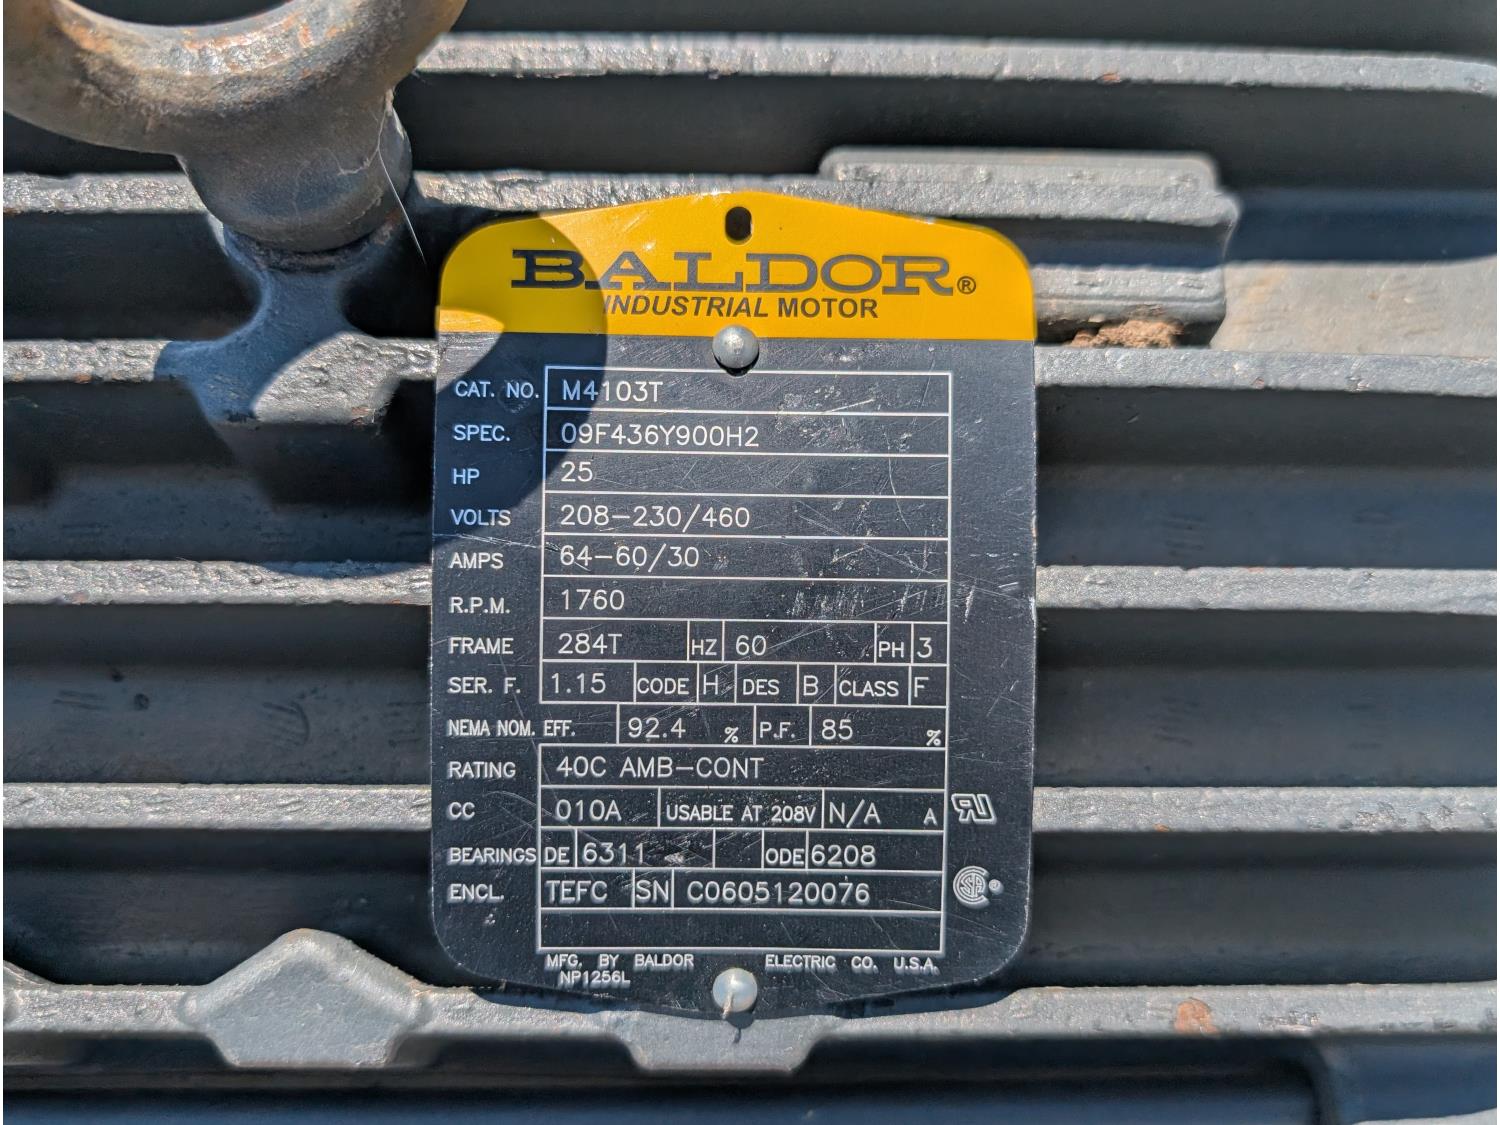 BALDOR®
INDUSTRIAL MOTOR
CAT. NO. M4103T
SPEC. 09F436Y900H2
HP 25
VOLTS 208-230/460
AMPS 64-60/30
R.P.M. 1760
FRAME 284T HZ 60 PH 3
SER. F. 1.15 CODE H DES B CLASS F
NEMA NOM. EFF. 92.4 % P.F. 85 %
RATING 40C AMB-CONT
CC 010A USABLE AT 208V N/A A
BEARINGS DE 6311 ODE 6208
ENCL. TEFC SN C0605120076
MFG. BY BALDOR ELECTRIC CO. U.S.A.
NP1256L